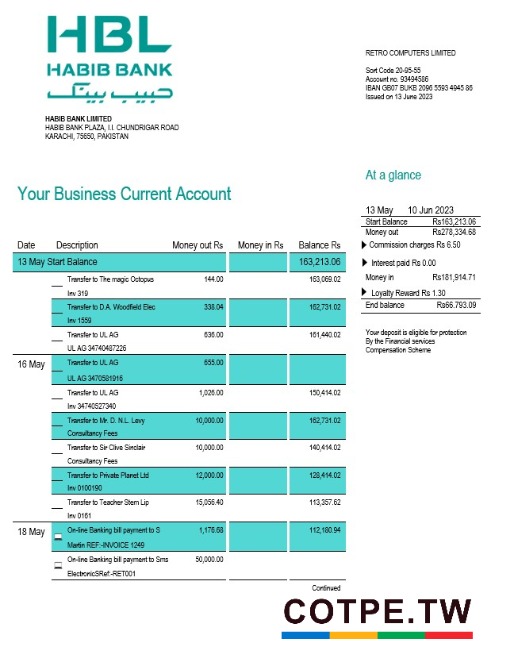 HBL
HABIB BANK
حبیب بینک
HABIB BANK LIMITED
HABIB BANK PLAZA, I.I. CHUNDRIGAR ROAD
KARACHI, 75650, PAKISTAN
RETRO COMPUTERS LIMITED
Sort Code 20-95-55
Account no. 93494586
IBAN GB07 BUKB 2096 5593 4945 86
Issued on 13 June 2023
At a glance
13 May 10 Jun 2023
Start Balance Rs163,213.06
Money out Rs278,334.68
Commission charges Rs 6.50
Interest paid Rs 0.00
Money in Rs181,914.71
Loyalty Reward Rs 1.30
End balance Rs66.793.09
Your deposit is eligible for protection
By the Financial services
Compensation Scheme
Your Business Current Account
Date Description Money out Rs Money in Rs Balance Rs
13 May Start Balance 163,213.06
Transfer to The magic Octopus 144.00 163,069.02
Inv 319
Transfer to D.A. Woodfield Elec 338.04 162,731.02
Inv 1559
Transfer to UL AG 636.00 161,440.02
UL AG 34740487226
16 May Transfer to UL AG 655.00
UL AG 3470581916
Transfer to UL AG 1,026.00 150,414.02
Inv 34740527340
Transfer to Mr. D. N.L. Levy 10,000.00 162,731.02
Consultancy Fees
Transfer to Sir Clive Sinclair 10,000.00 140,414.02
Consultancy Fees
Transfer to Private Planet Ltd 12,000.00 128,414.02
Inv 0100190
Transfer to Teacher Stern Lip 15,056.40 113,357.62
Inv 0161
18 May On-line Banking bill payment to S 1,176.68 112,180.94
Martin REF:-INVOICE 1249
On-line Banking bill payment to Sms 50,000.00
ElectronicSRef:-RET001
Continued
COTPE.TW